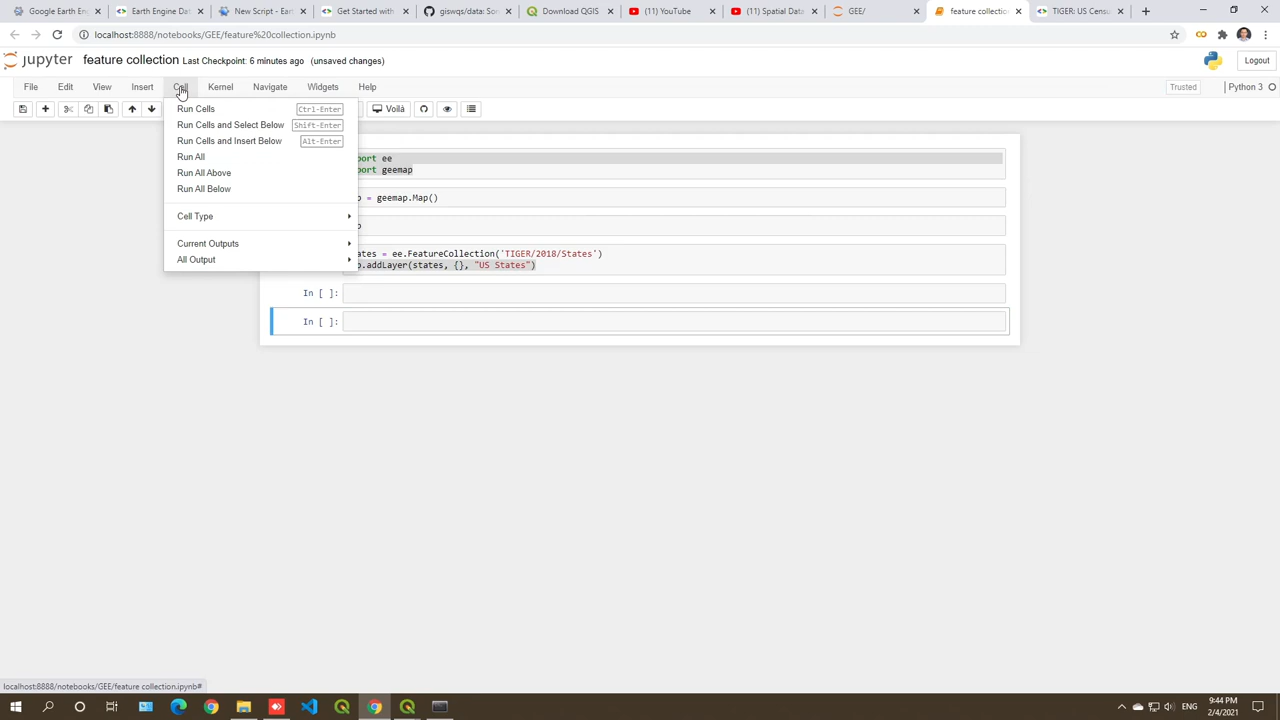 Google Earth Eng
Earth Engine Dat
New Script - Eart
Get Started with
giswqs/data: Son
Download QGIS
(11) YouTube
(11) Spatial Data
GEE/
feature collection
TIGER: US Censu
localhost:8888/notebooks/GEE/feature%20collection.ipynb
jupyter feature collection Last Checkpoint: 6 minutes ago (unsaved changes)
Logout
File Edit View Insert Cell Kernel Navigate Widgets Help
Trusted Python 3
Voilà
Run Cells Ctrl-Enter
Run Cells and Select Below Shift-Enter
Run Cells and Insert Below Alt-Enter
Run All
Run All Above
Run All Below
Cell Type
Current Outputs
All Output
port ee
port geemap
p = geemap.Map()
p
ates = ee.FeatureCollection('TIGER/2018/States')
p.addLayer(states, {}, "US States")
In [ ]:
In [ ]:
localhost:8888/notebooks/GEE/feature collection.ipynb#
ENG
9:44 PM
2/4/2021